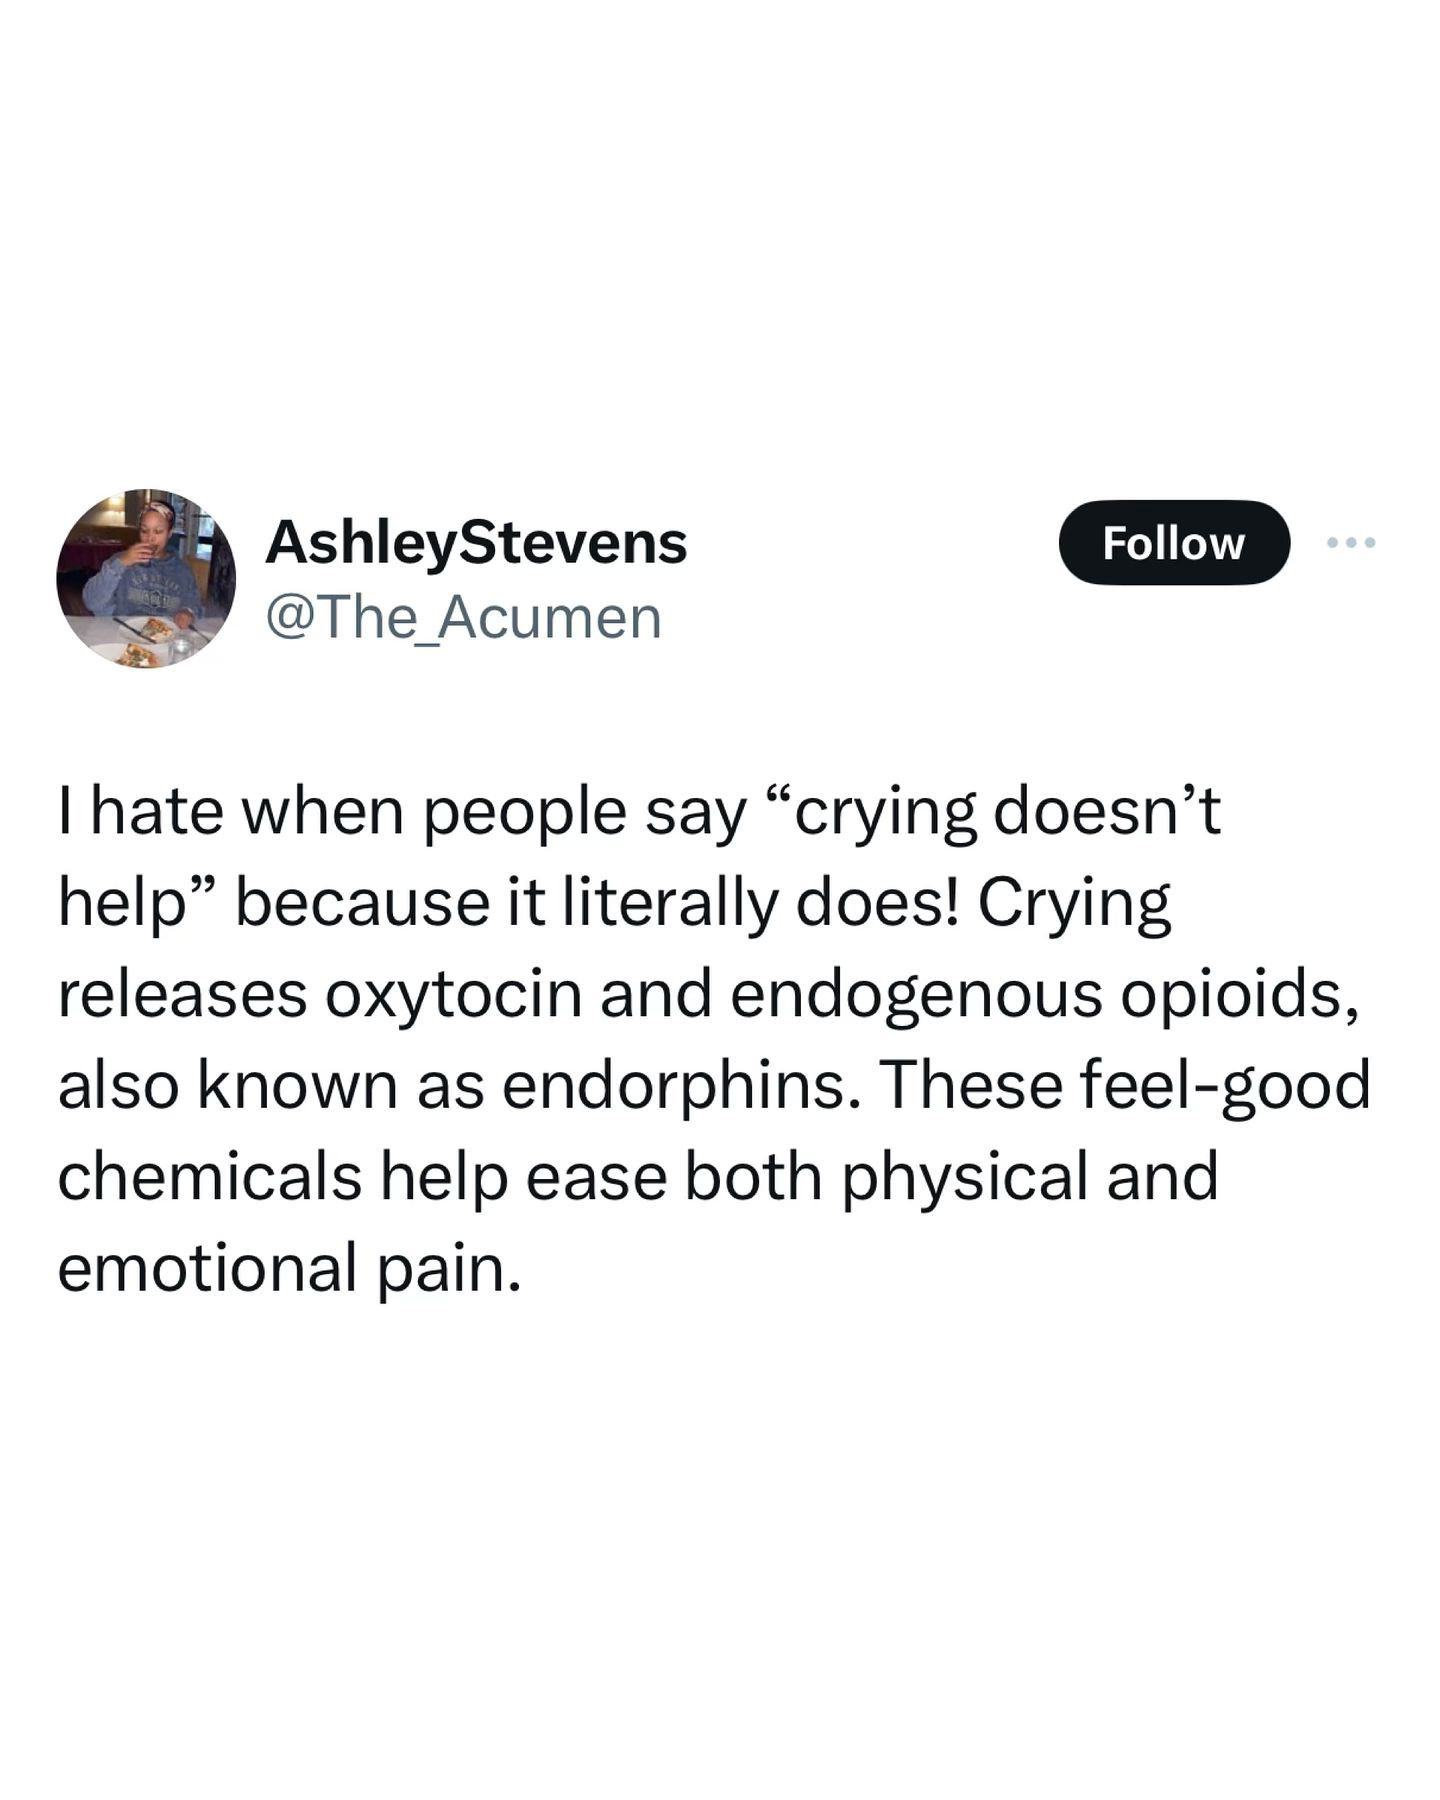 AshleyStevens
@The_Acumen
Follow
I hate when people say “crying doesn’t
help” because it literally does! Crying
releases oxytocin and endogenous opioids,
also known as endorphins. These feel-good
chemicals help ease both physical and
emotional pain.